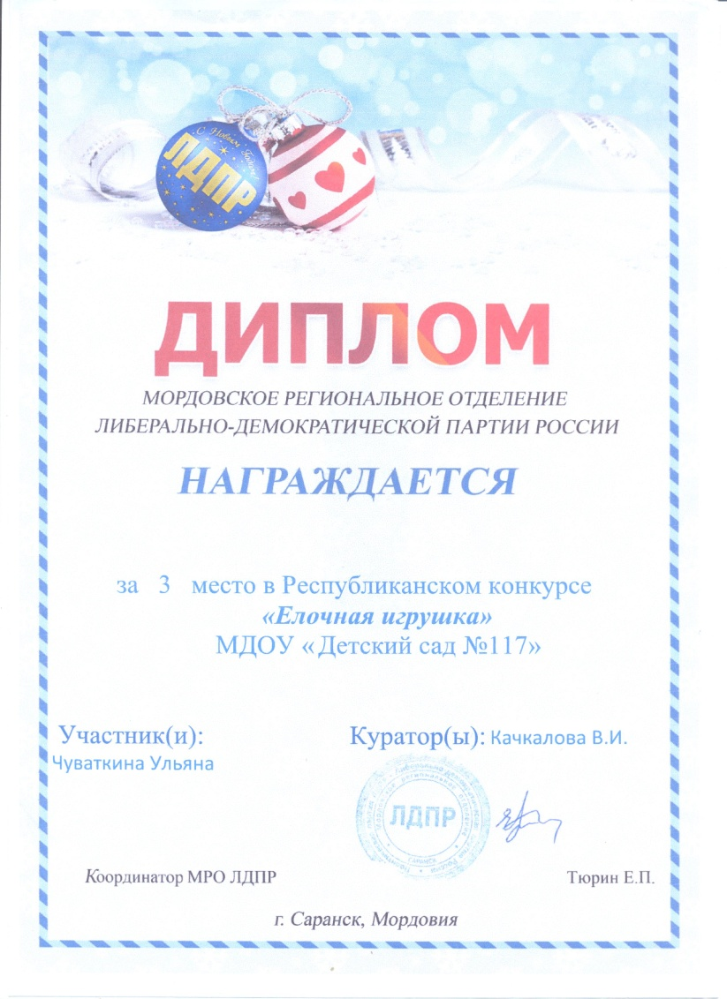 С Новым Годом!
ЛДПР
ДИПЛОМ
МОРДОВСКОЕ РЕГИОНАЛЬНОЕ ОТДЕЛЕНИЕ
ЛИБЕРАЛЬНО-ДЕМОКРАТИЧЕСКОЙ ПАРТИИ РОССИИ
НАГРАЖДАЕТСЯ
за 3 место в Республиканском конкурсе
«Елочная игрушка»
МДОУ «Детский сад №117»
Участник(и):
Чуваткина Ульяна
Куратор(ы): Качкалова В.И.
ЛДПР
САРАНСК
Координатор МРО ЛДПР
Тюрин Е.П.
г. Саранск, Мордовия